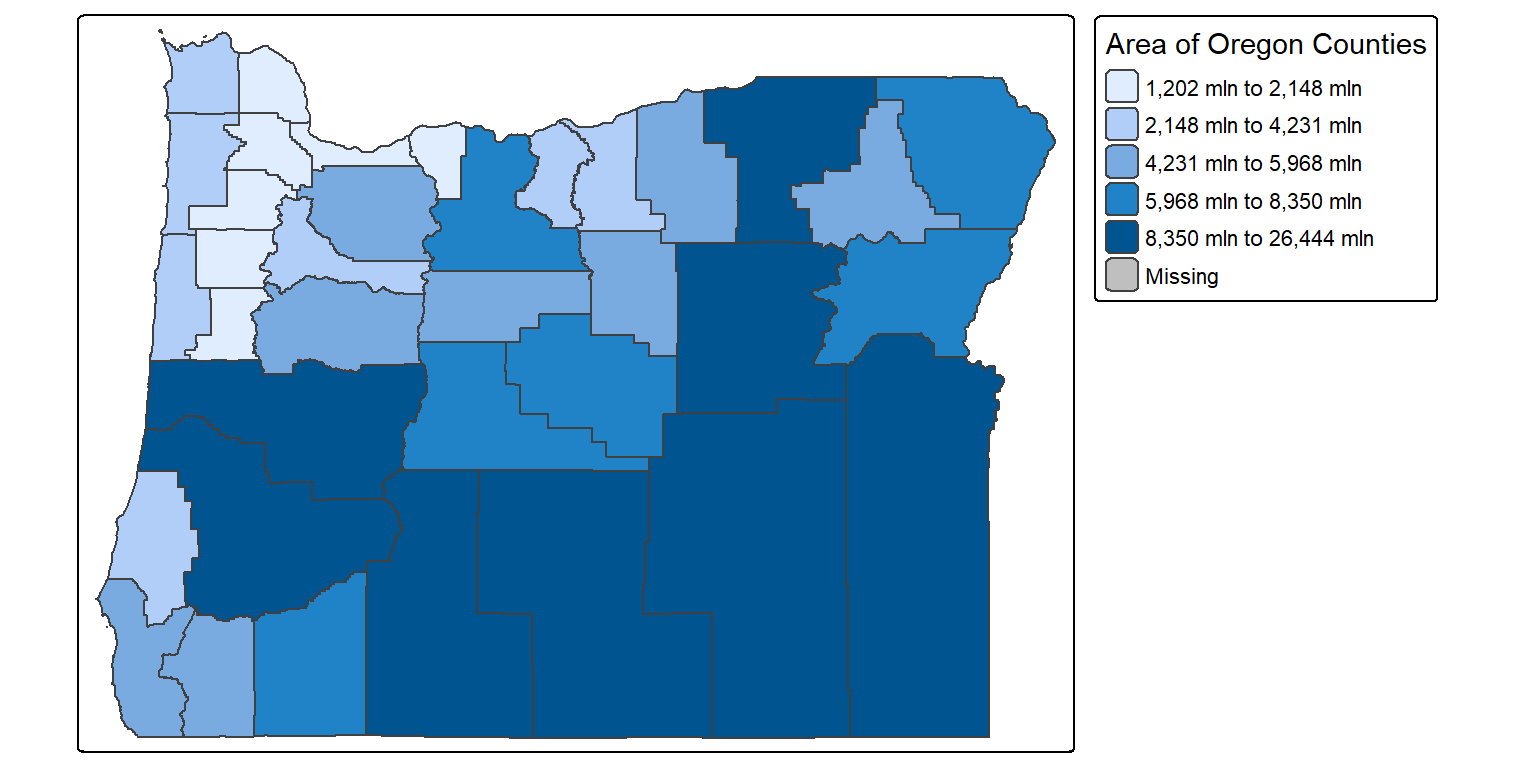 Area of Oregon Counties
1,202 mln to 2,148 mln
2,148 mln to 4,231 mln
4,231 mln to 5,968 mln
5,968 mln to 8,350 mln
8,350 mln to 26,444 mln
Missing